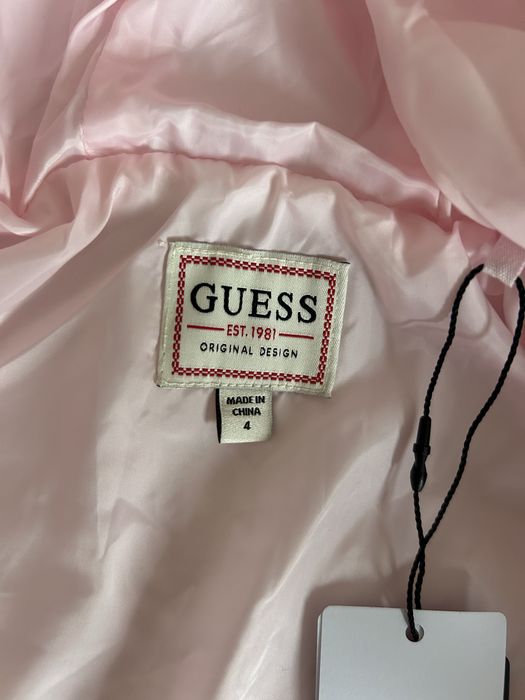 GUESS
EST. 1981
ORIGINAL DESIGN
MADE IN
CHINA
4